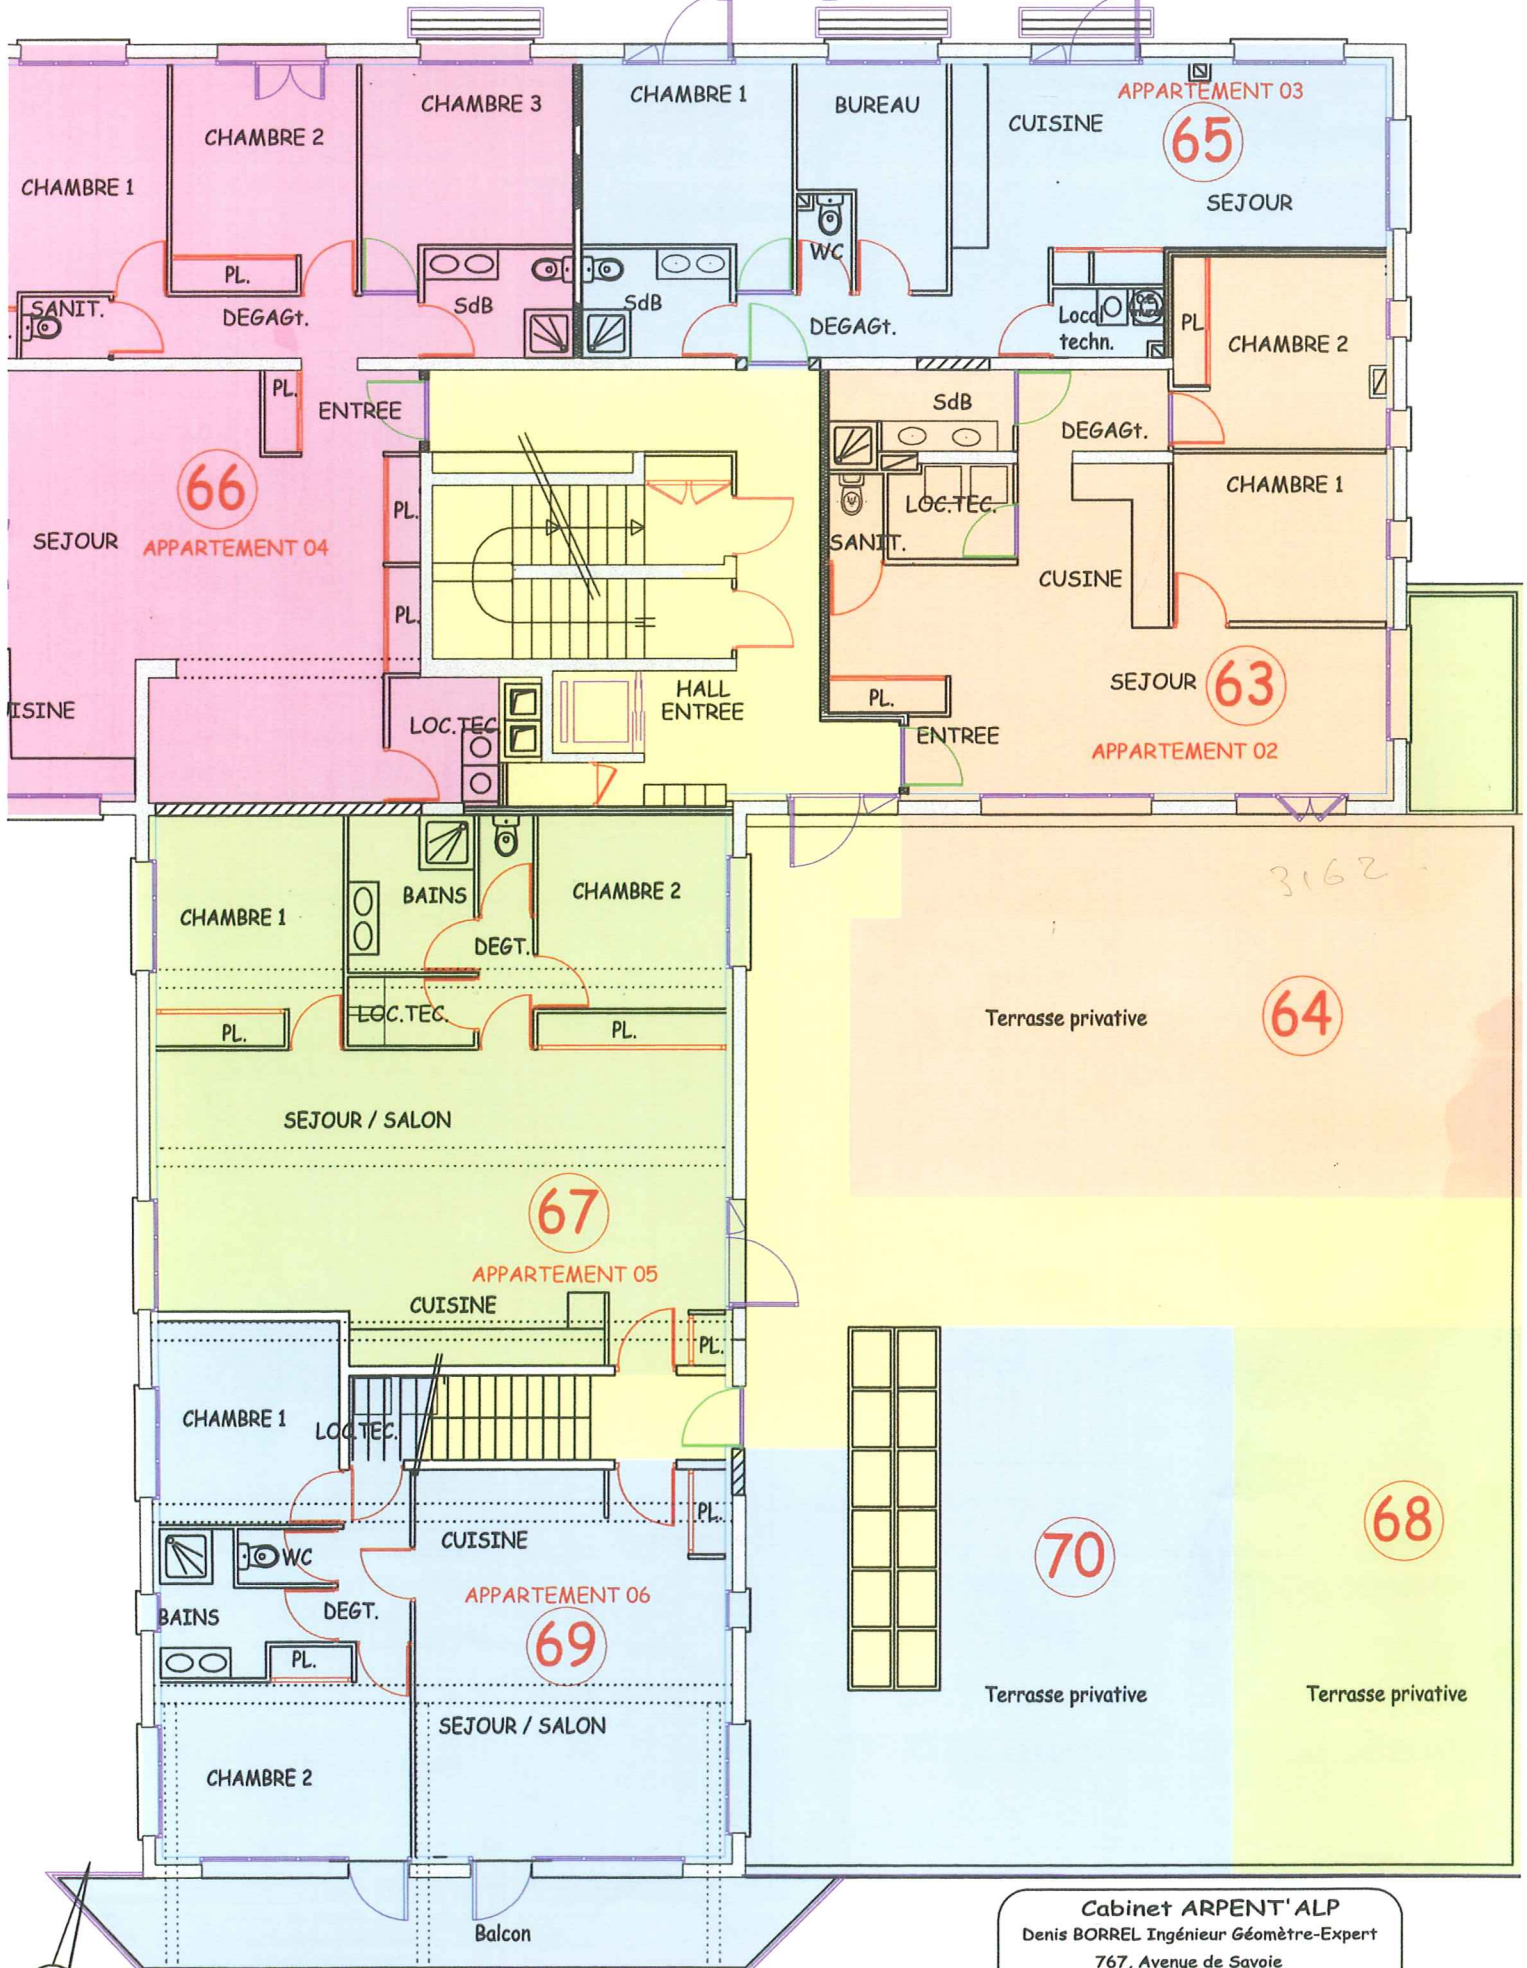 CHAMBRE 1
CHAMBRE 2
CHAMBRE 3
PL.
SANIT.
DEGAGt.
SdB
PL.
ENTREE
66
APPARTEMENT 04
SEJOUR
PL.
PL.
ISINE
LOC.TEC.
CHAMBRE 1
BUREAU
CUISINE
APPARTEMENT 03
65
SEJOUR
WC
SdB
DEGAGt.
Local
techn.
PL.
CHAMBRE 2
SdB
DEGAGt.
CHAMBRE 1
LOC.TEC.
SANIT.
CUSINE
SEJOUR
63
APPARTEMENT 02
PL.
ENTREE
HALL
ENTREE
3162
CHAMBRE 1
BAINS
CHAMBRE 2
DEGT.
LOC.TEC.
PL.
PL.
SEJOUR / SALON
67
APPARTEMENT 05
CUISINE
PL.
Terrasse privative
64
CHAMBRE 1
LOC.TEC.
PL.
CUISINE
WC
APPARTEMENT 06
69
BAINS
DEGT.
PL.
SEJOUR / SALON
CHAMBRE 2
70
68
Terrasse privative
Terrasse privative
Balcon
Cabinet ARPENT'ALP
Denis BORREL Ingénieur Géomètre-Expert
767, Avenue de Savoie